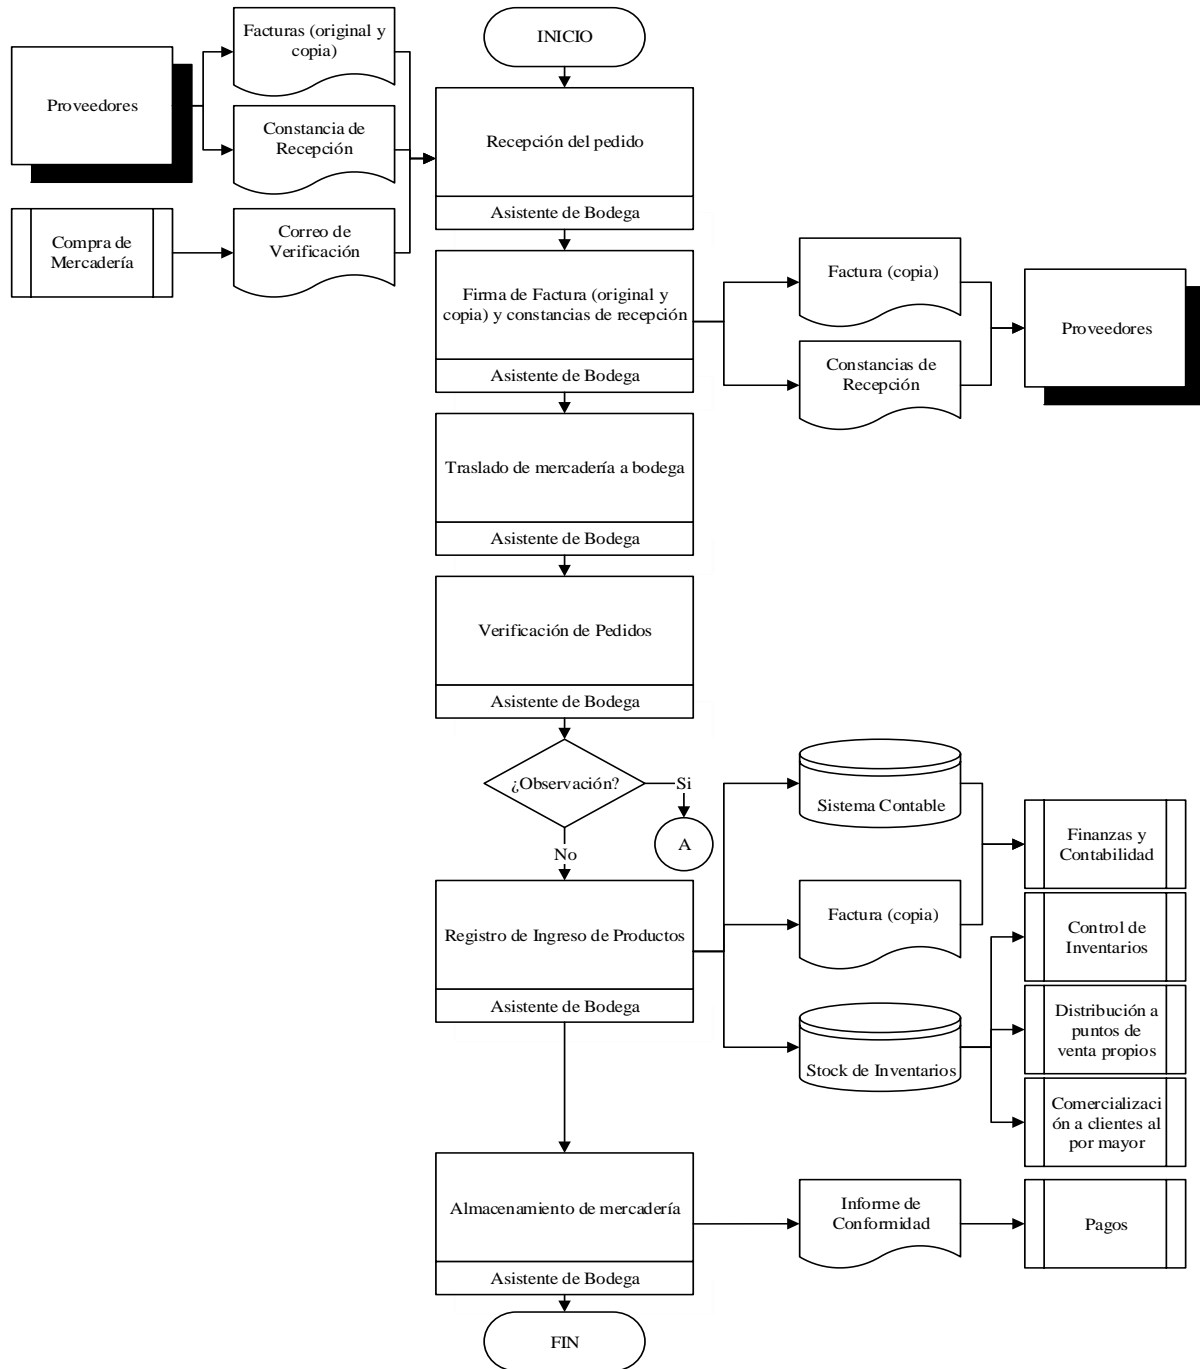 Facturas (original y
copia)
INICIO
Proveedores
Constancia de
Recepción
Recepción del pedido
Asistente de Bodega
Compra de
Mercadería
Correo de
Verificación
Firma de Factura (original y
copia) y constancias de recepción
Asistente de Bodega
Factura (copia)
Constancias de
Recepción
Proveedores
Traslado de mercadería a bodega
Asistente de Bodega
Verificación de Pedidos
Asistente de Bodega
¿Observación?
Si
A
No
Sistema Contable
Finanzas y
Contabilidad
Registro de Ingreso de Productos
Asistente de Bodega
Factura (copia)
Control de
Inventarios
Stock de Inventarios
Distribución a
puntos de
venta propios
Comercializaci
ón a clientes al
por mayor
Almacenamiento de mercadería
Asistente de Bodega
Informe de
Conformidad
Pagos
FIN